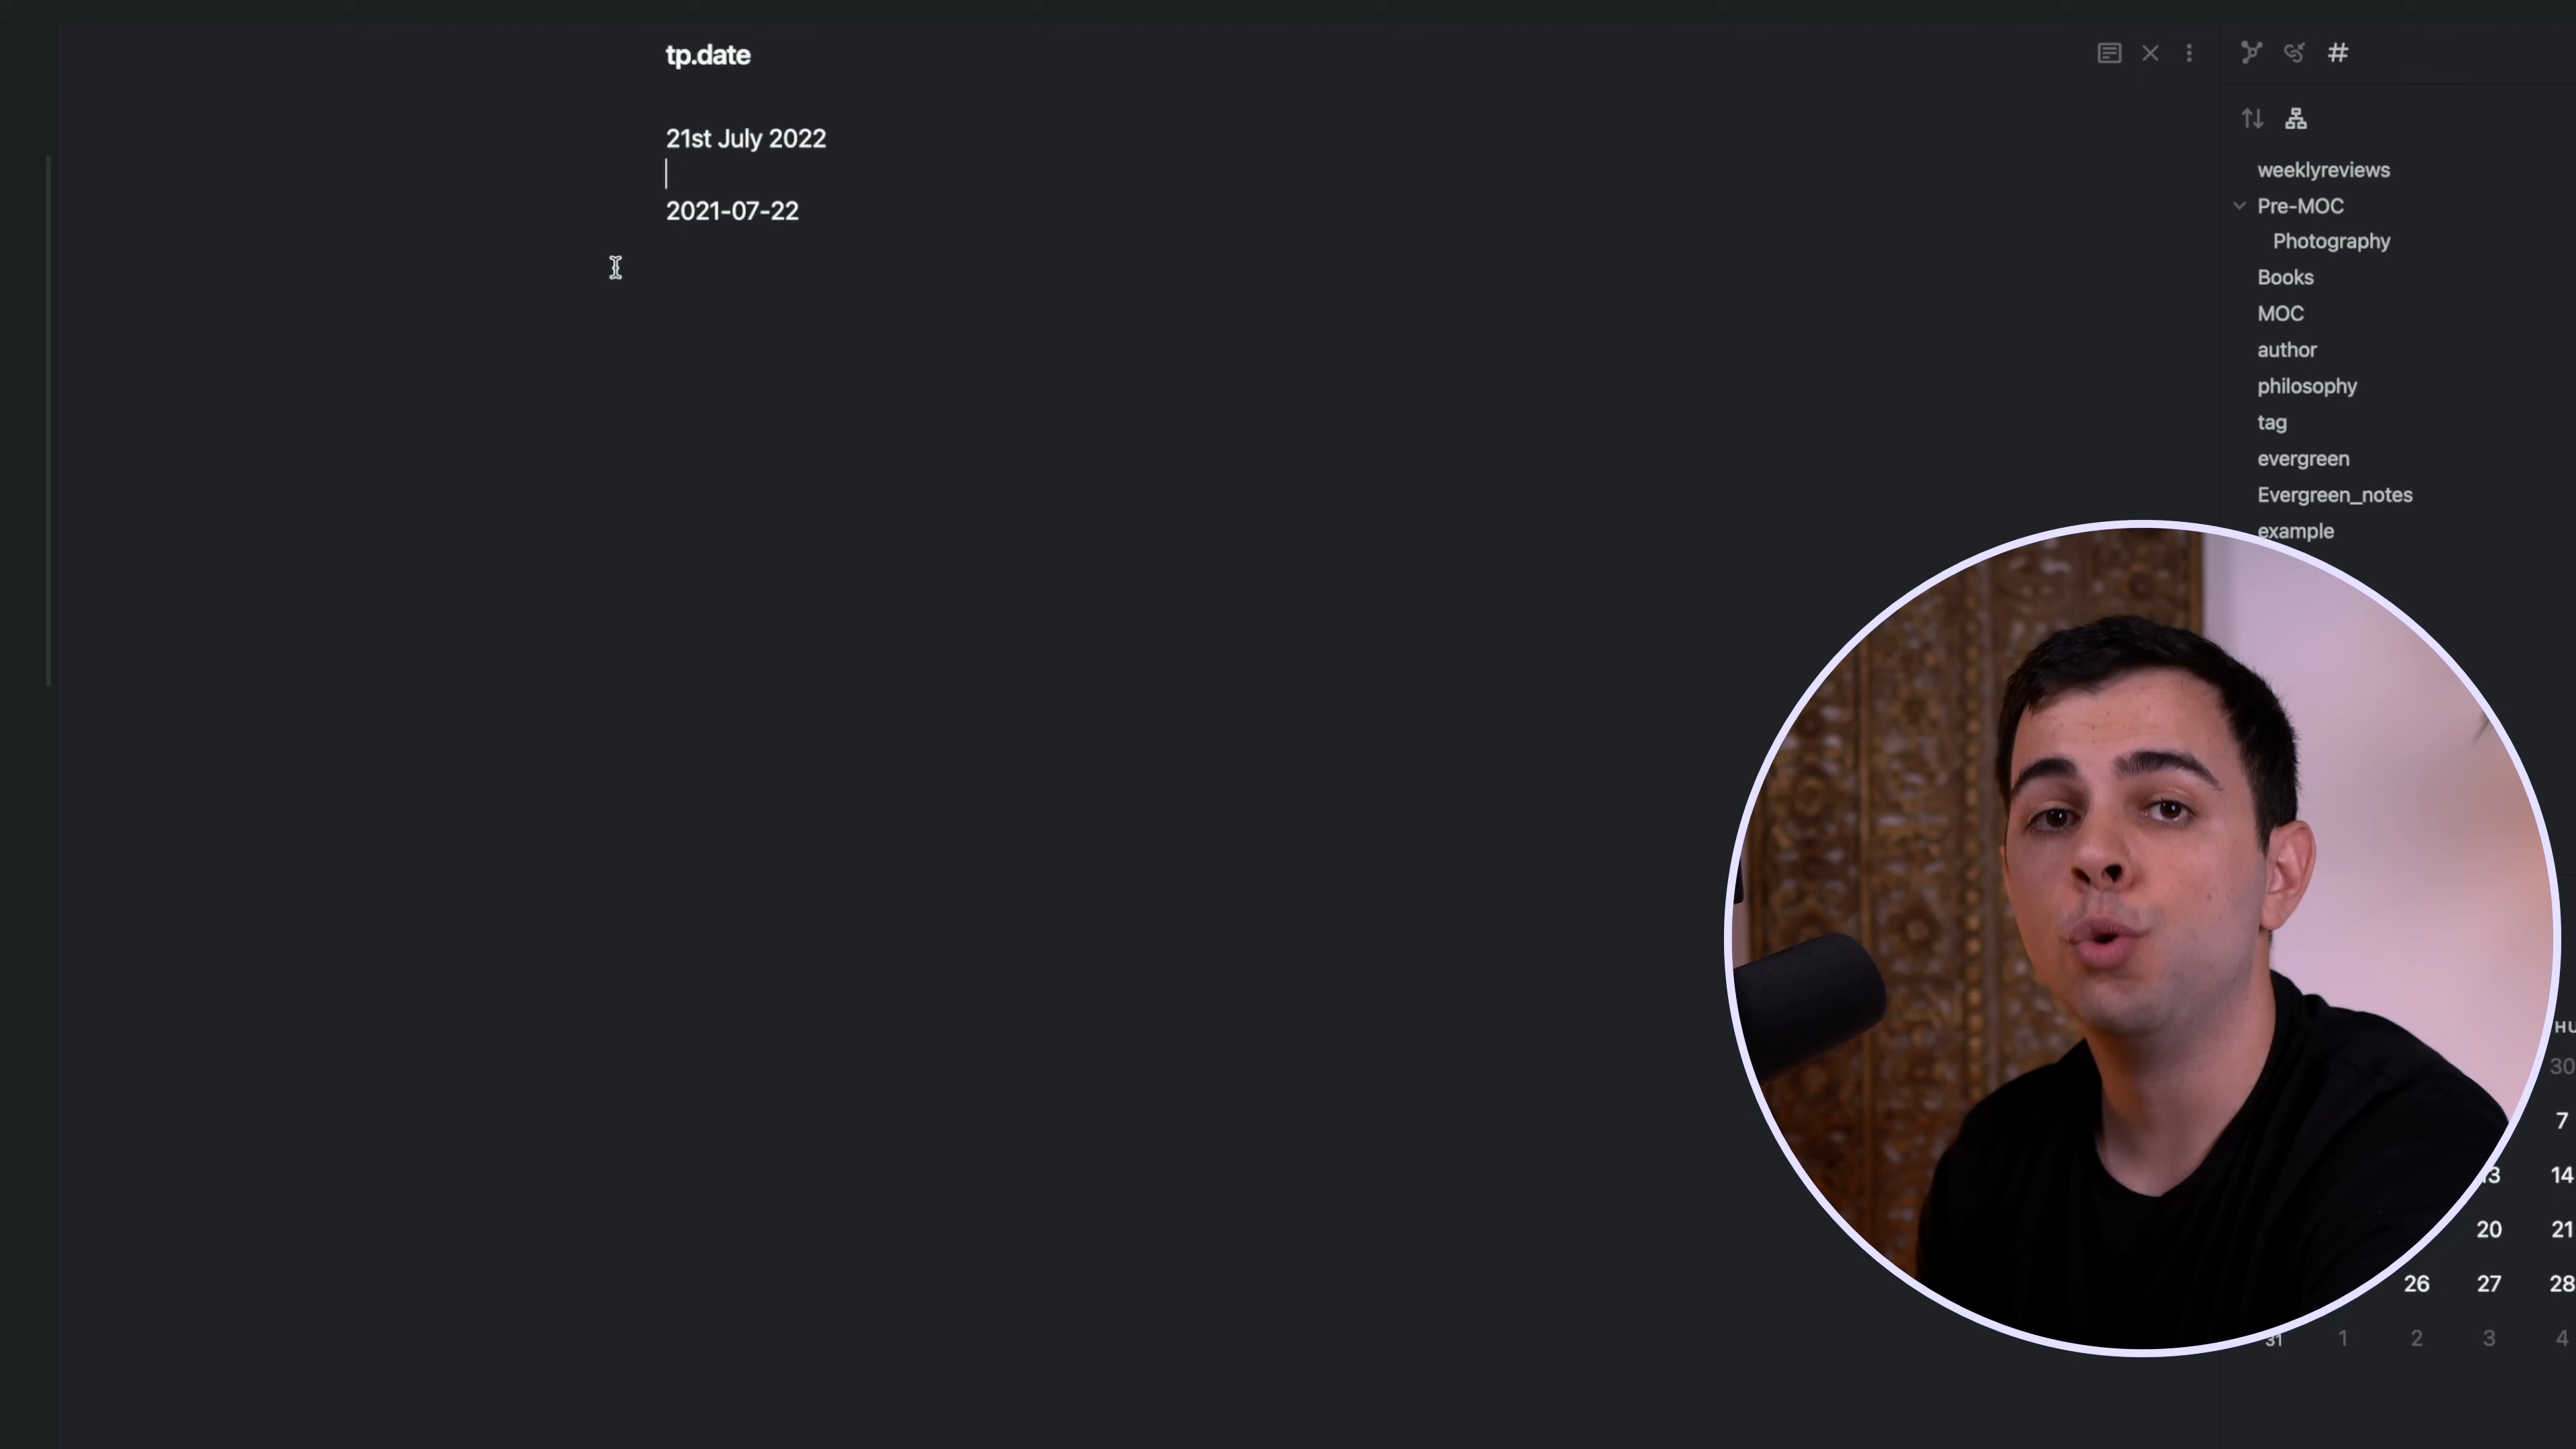 tp.date
21st July 2022
2021-07-22
#
weeklyreviews
Pre-MOC
Photography
Books
MOC
author
philosophy
tag
evergreen
Evergreen_notes
example
30
7
14
20 21
26 27 28
31 1 2 3 4